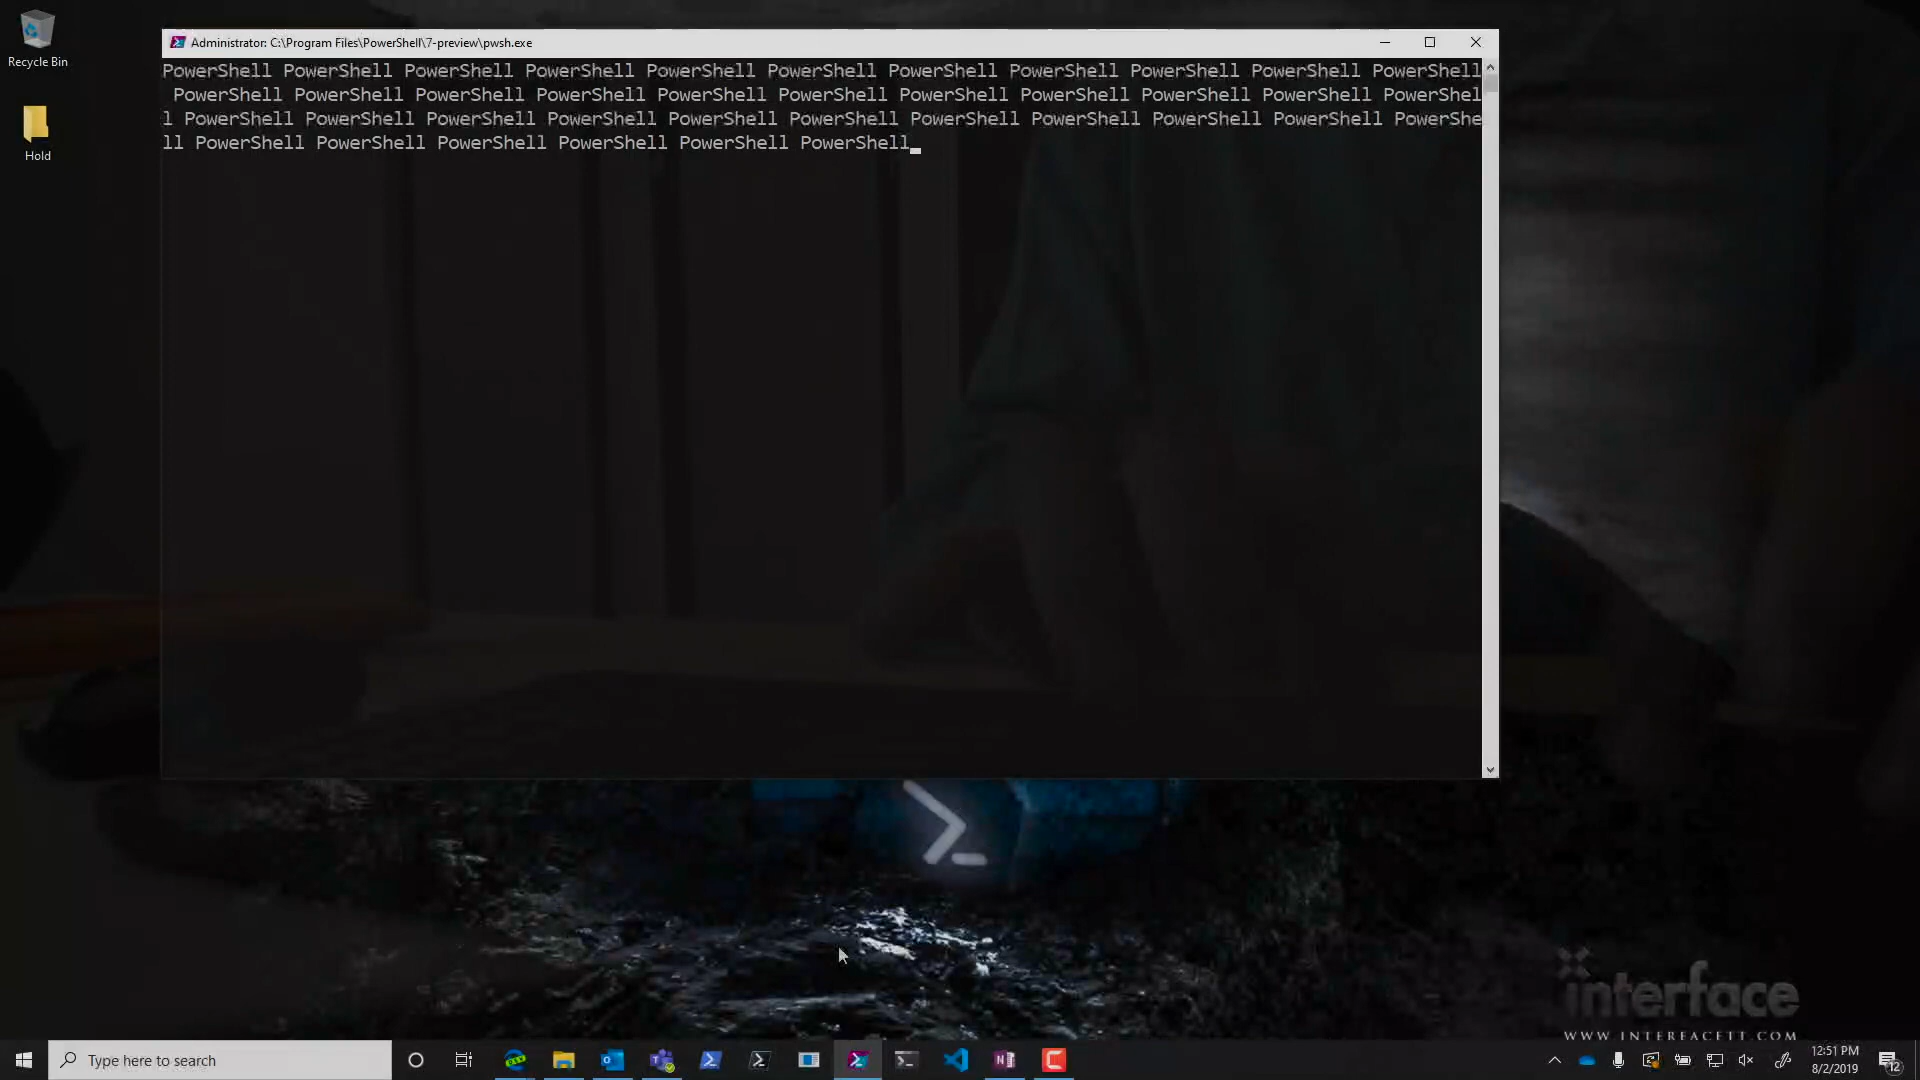 Recycle Bin
Hold
Administrator: C:\Program Files\PowerShell\7-preview\pwsh.exe
PowerShell PowerShell PowerShell PowerShell PowerShell PowerShell PowerShell PowerShell PowerShell PowerShell PowerShell
PowerShell PowerShell PowerShell PowerShell PowerShell PowerShell PowerShell PowerShell PowerShell PowerShell PowerShel
l PowerShell PowerShell PowerShell PowerShell PowerShell PowerShell PowerShell PowerShell PowerShell PowerShell PowerShe
ll PowerShell PowerShell PowerShell PowerShell PowerShell PowerShell
interface
WWW.INTERFACETT.COM
Type here to search
12:51 PM
8/2/2019
12